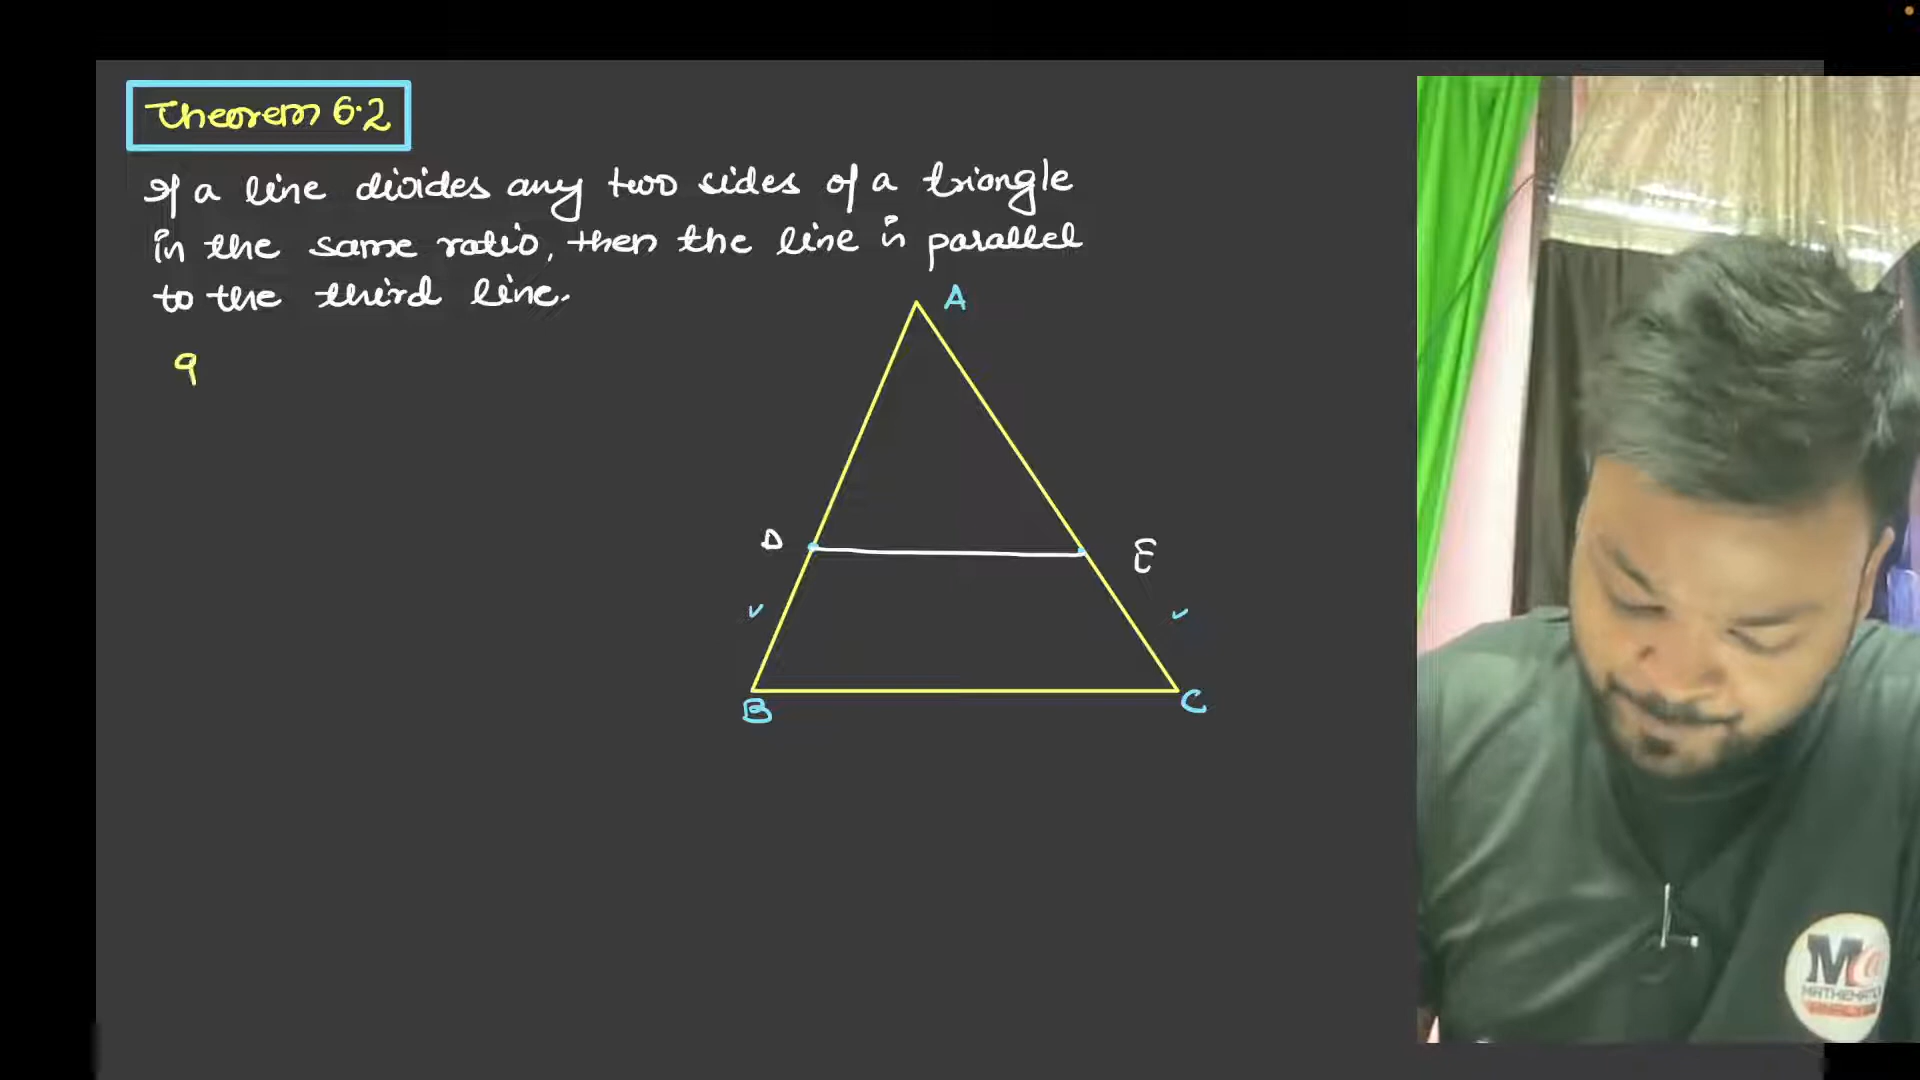 Theorem 6.2
If a line divides any two sides of a triangle
in the same ratio, then the line is parallel
to the third line.
A
D
E
B
C
M